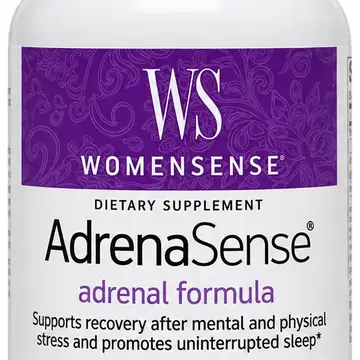 WS
WOMENSENSE®
DIETARY SUPPLEMENT
AdrenaSense®
adrenal formula
Supports recovery after mental and physical
stress and promotes uninterrupted sleep*